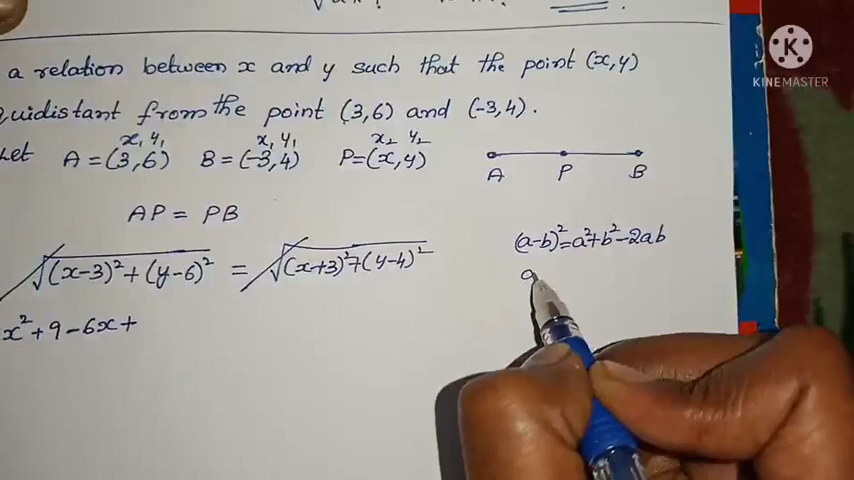 a relation between x and y such that the point (x,y)
quidistant from the point (3,6) and (-3,4).
Let A=(3,6) B=(-3,4) P=(x,y)
x₁ y₁ x₁ y₁ x₂ y₂
A P B
AP = PB
√(x-3)²+(y-6)² = √(x+3)²+(y-4)²
(a-b)²=a²+b²-2ab
x²+9-6x+
KINEMASTER